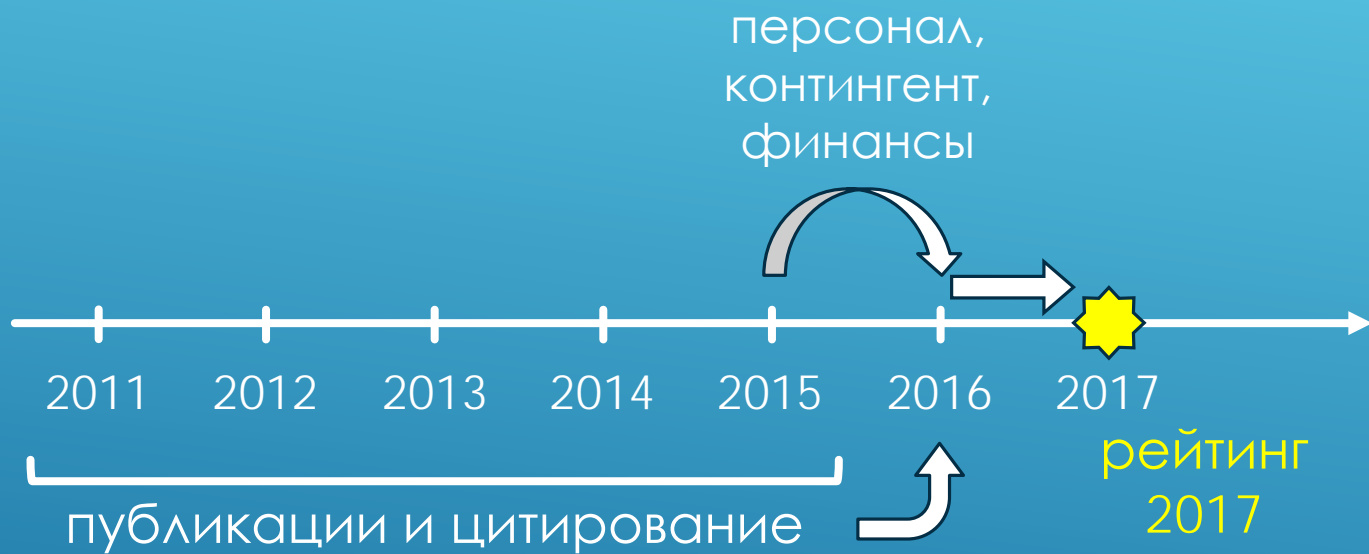 персонал,
контингент,
финансы
2011 2012 2013 2014 2015 2016 2017
рейтинг
2017
публикации и цитирование